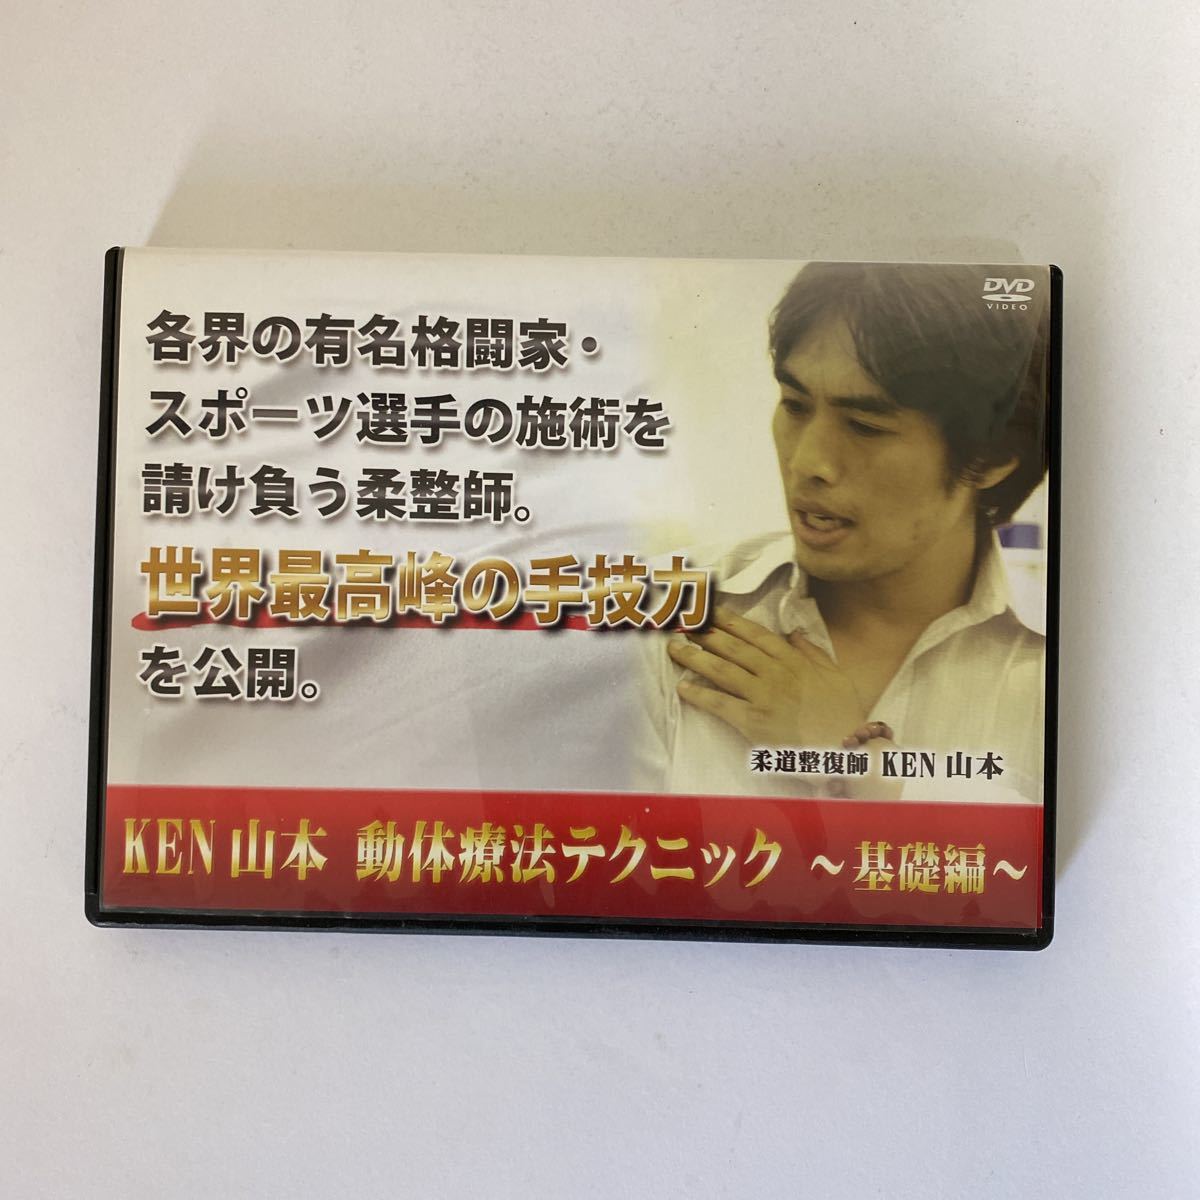 DVD
VIDEO
各界の有名格闘家・
スポーツ選手の施術を
請け負う柔整師。
世界最高峰の手技力
を公開。
柔道整復師 KEN 山本
KEN 山本 動体療法テクニック ～基礎編～